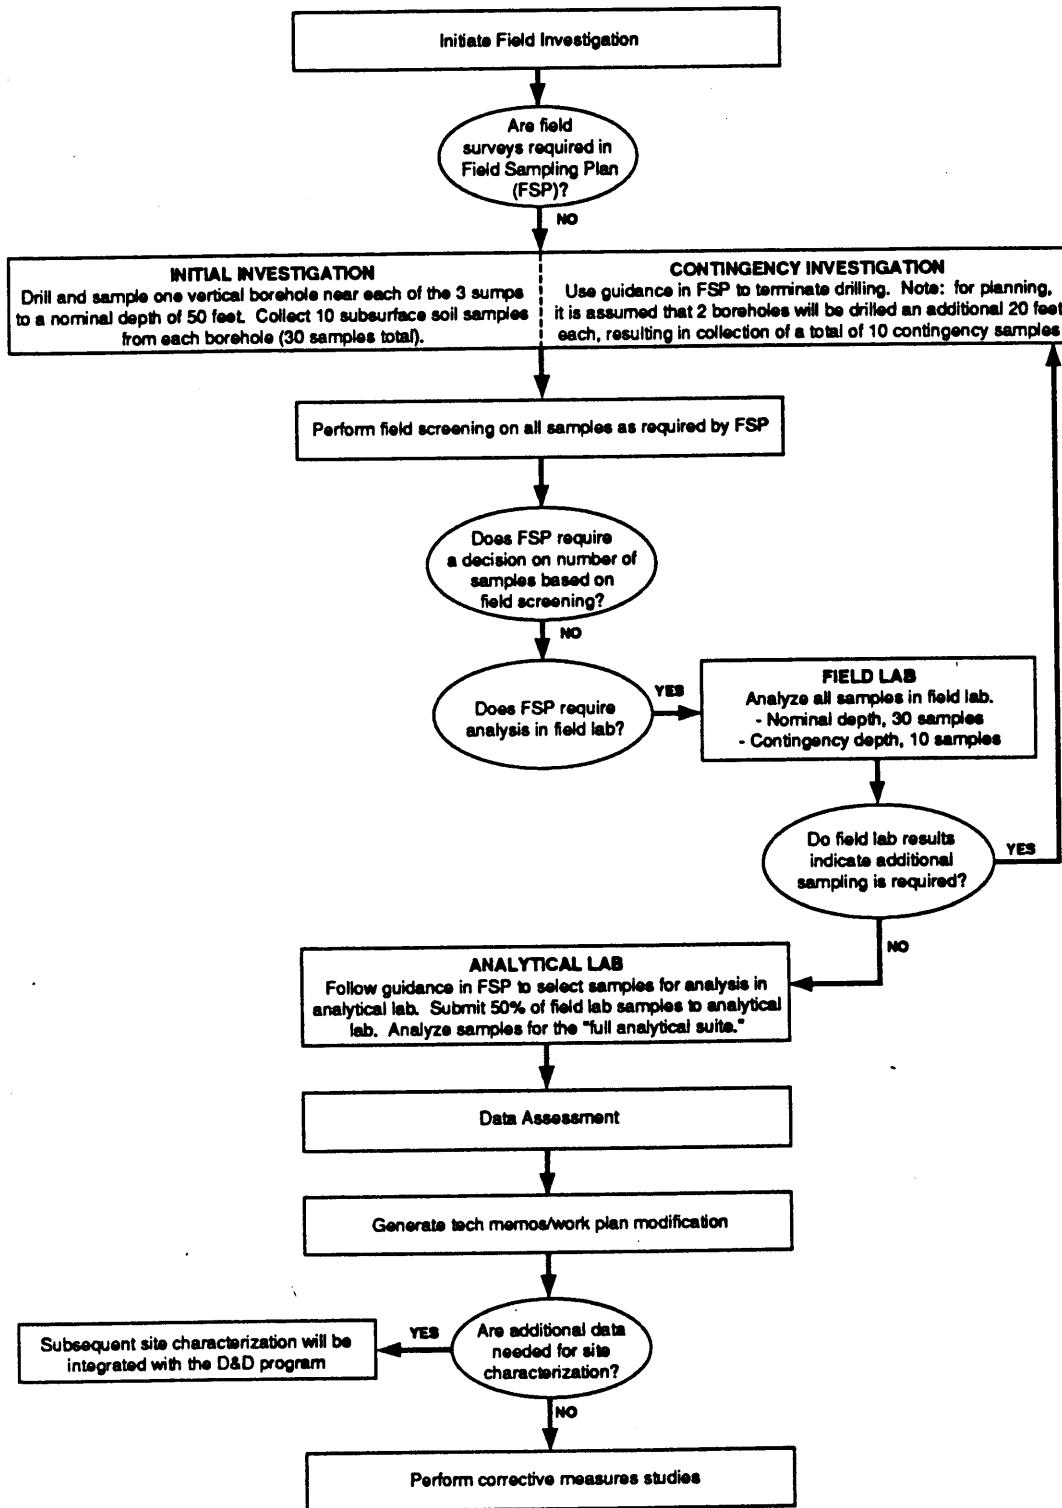 Initiate Field Investigation
Are field
surveys required in
Field Sampling Plan
(FSP)?
NO
INITIAL INVESTIGATION
Drill and sample one vertical borehole near each of the 3 sumps
to a nominal depth of 50 feet. Collect 10 subsurface soil samples
from each borehole (30 samples total).
CONTINGENCY INVESTIGATION
Use guidance in FSP to terminate drilling. Note: for planning,
it is assumed that 2 boreholes will be drilled an additional 20 feet
each, resulting in collection of a total of 10 contingency samples
Perform field screening on all samples as required by FSP
Does FSP require
a decision on number of
samples based on
field screening?
NO
Does FSP require
analysis in field lab?
YES
FIELD LAB
Analyze all samples in field lab.
- Nominal depth, 30 samples
- Contingency depth, 10 samples
Do field lab results
indicate additional
sampling is required?
YES
NO
ANALYTICAL LAB
Follow guidance in FSP to select samples for analysis in
analytical lab. Submit 50% of field lab samples to analytical
lab. Analyze samples for the "full analytical suite."
Data Assessment
Generate tech memos/work plan modification
Are additional data
needed for site
characterization?
YES
Subsequent site characterization will be
integrated with the D&D program
NO
Perform corrective measures studies